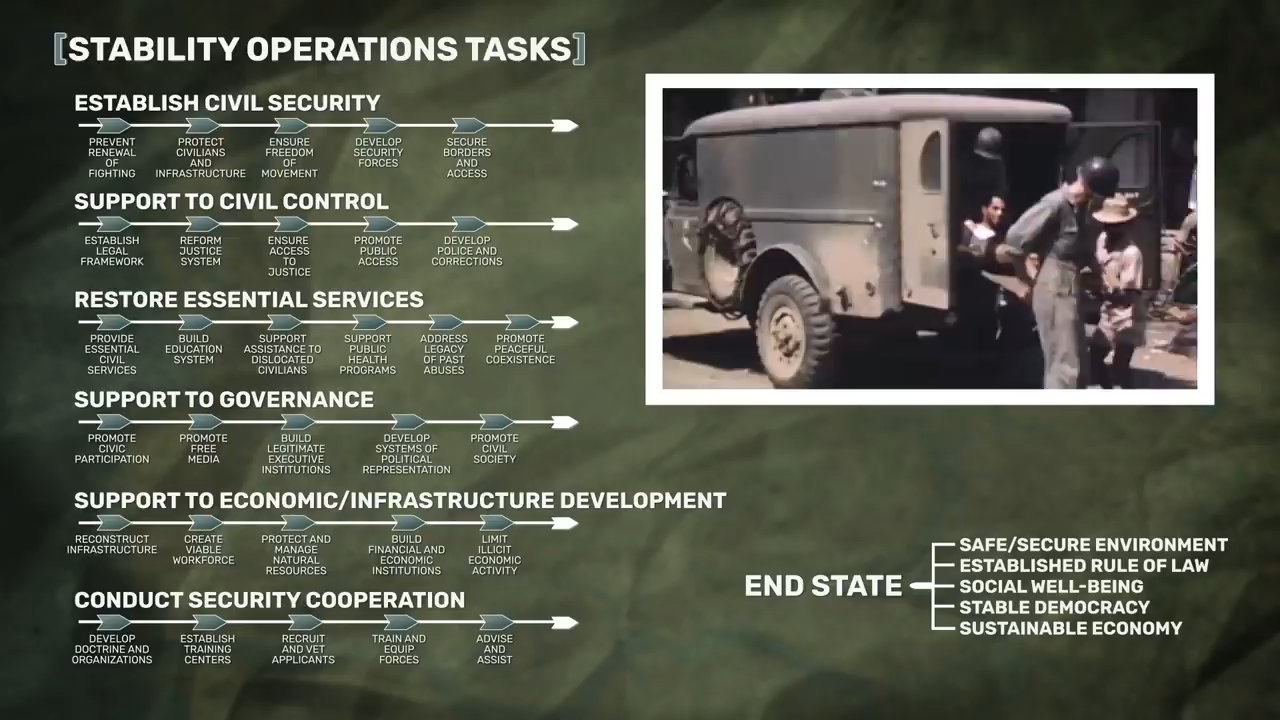 [STABILITY OPERATIONS TASKS]
ESTABLISH CIVIL SECURITY
PREVENT
RENEWAL
OF
FIGHTING
PROTECT
CIVILIANS
AND
INFRASTRUCTURE
ENSURE
FREEDOM
OF
MOVEMENT
DEVELOP
SECURITY
FORCES
SECURE
BORDERS
AND
ACCESS
SUPPORT TO CIVIL CONTROL
ESTABLISH
LEGAL
FRAMEWORK
REFORM
JUSTICE
SYSTEM
ENSURE
ACCESS
TO
JUSTICE
PROMOTE
PUBLIC
ACCESS
DEVELOP
POLICE AND
CORRECTIONS
RESTORE ESSENTIAL SERVICES
PROVIDE
ESSENTIAL
CIVIL
SERVICES
BUILD
EDUCATION
SYSTEM
SUPPORT
ASSISTANCE TO
DISLOCATED
CIVILIANS
SUPPORT
PUBLIC
HEALTH
PROGRAMS
ADDRESS
LEGACY
OF PAST
ABUSES
PROMOTE
PEACEFUL
COEXISTENCE
SUPPORT TO GOVERNANCE
PROMOTE
CIVIC
PARTICIPATION
PROMOTE
FREE
MEDIA
BUILD
LEGITIMATE
EXECUTIVE
INSTITUTIONS
DEVELOP
SYSTEMS OF
POLITICAL
REPRESENTATION
PROMOTE
CIVIL
SOCIETY
SUPPORT TO ECONOMIC/INFRASTRUCTURE DEVELOPMENT
RECONSTRUCT
INFRASTRUCTURE
CREATE
VIABLE
WORKFORCE
PROTECT AND
MANAGE
NATURAL
RESOURCES
BUILD
FINANCIAL AND
ECONOMIC
INSTITUTIONS
LIMIT
ILLICIT
ECONOMIC
ACTIVITY
CONDUCT SECURITY COOPERATION
DEVELOP
DOCTRINE AND
ORGANIZATIONS
ESTABLISH
TRAINING
CENTERS
RECRUIT
AND VET
APPLICANTS
TRAIN AND
EQUIP
FORCES
ADVISE
AND
ASSIST
END STATE
SAFE/SECURE ENVIRONMENT
ESTABLISHED RULE OF LAW
SOCIAL WELL-BEING
STABLE DEMOCRACY
SUSTAINABLE ECONOMY